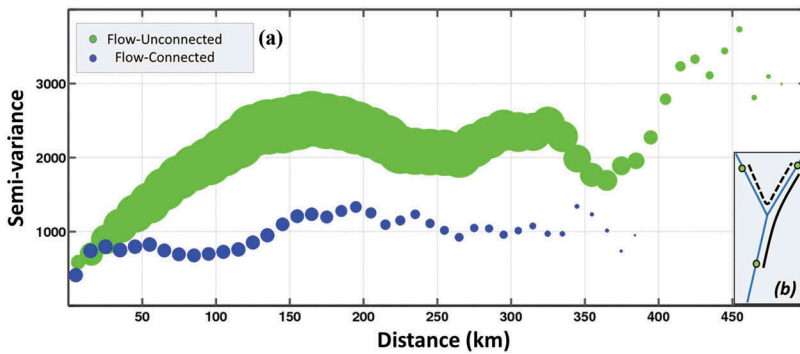 Flow-Unconnected
Flow-Connected
(a)
3000
2000
1000
Semi-variance
50 100 150 200 250 300 350 400 450
Distance (km)
(b)